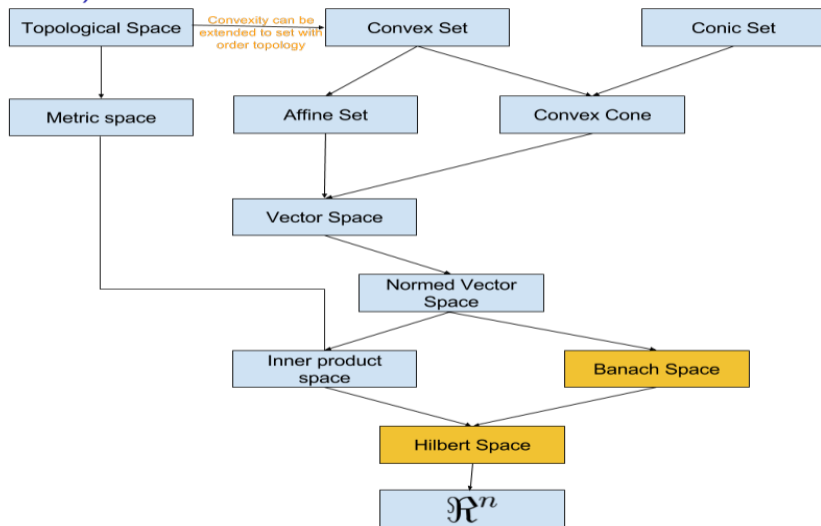 Topological Space
Convexity can be
extended to set with
order topology
Convex Set
Conic Set
Metric space
Affine Set
Convex Cone
Vector Space
Normed Vector
Space
Inner product
space
Banach Space
Hilbert Space
ℜⁿ